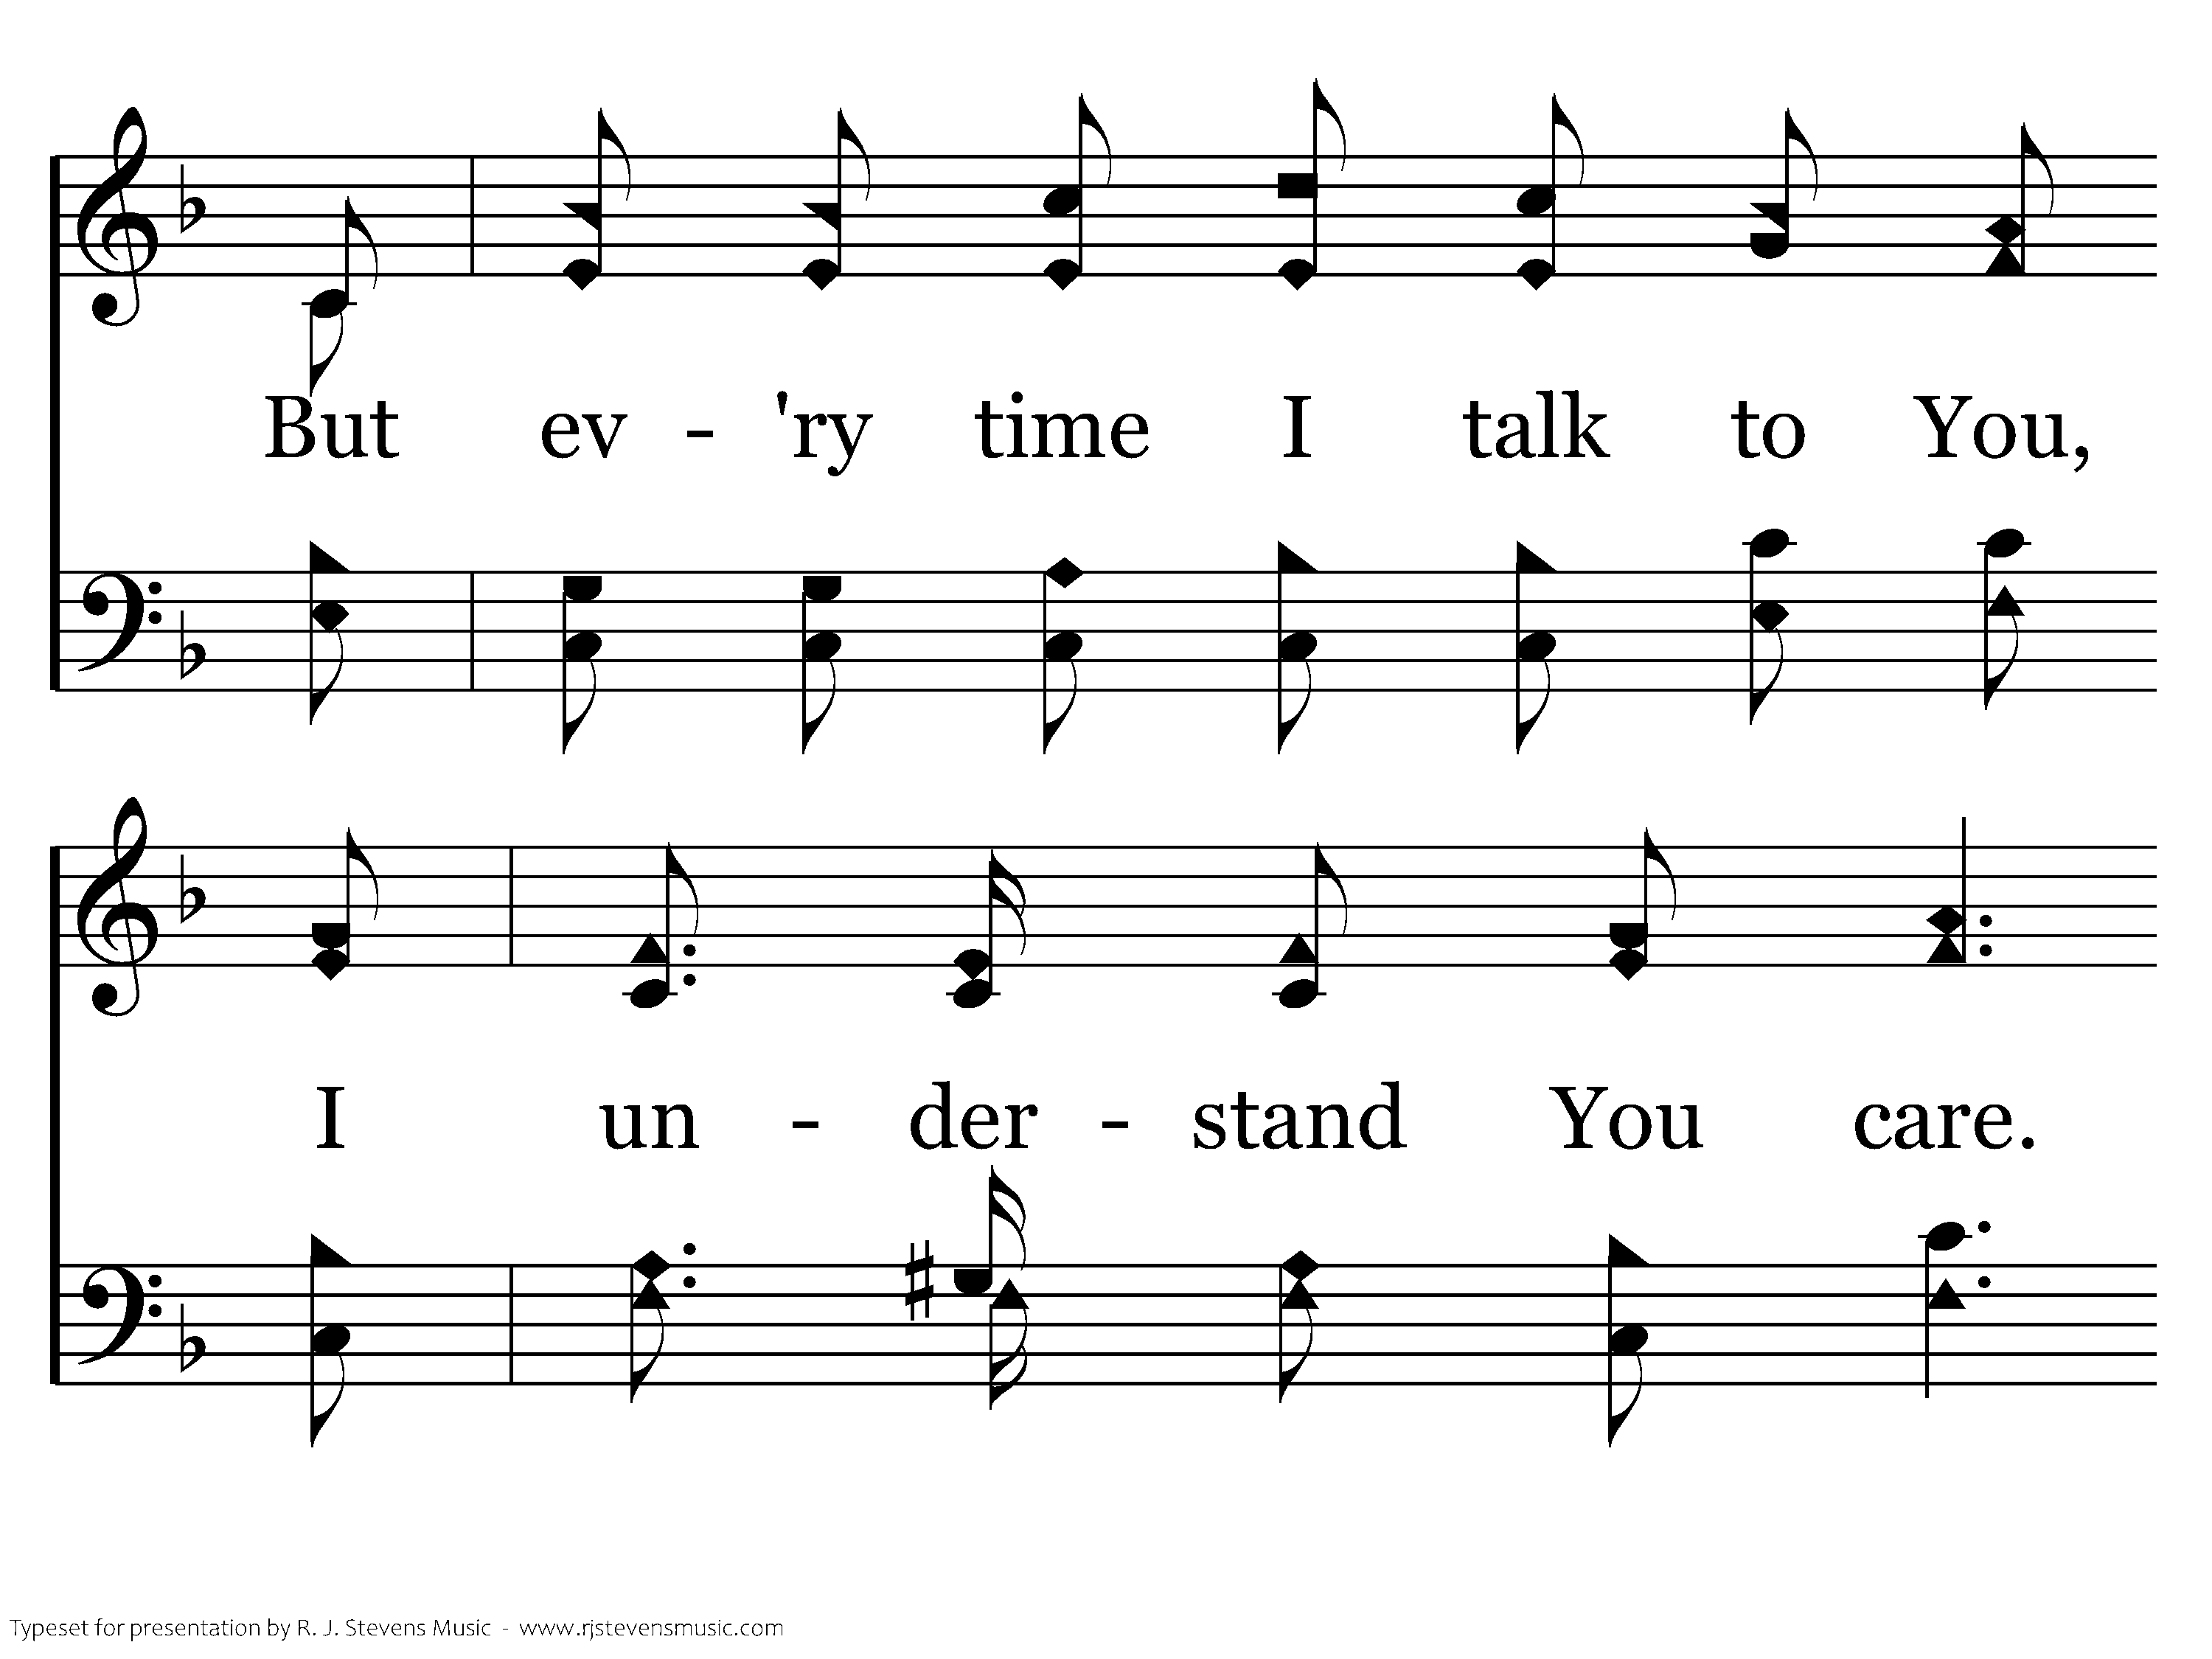 But ev - 'ry time I talk to You,
I un - der - stand You care.
Typeset for presentation by R. J. Stevens Music - www.rjstevensmusic.com